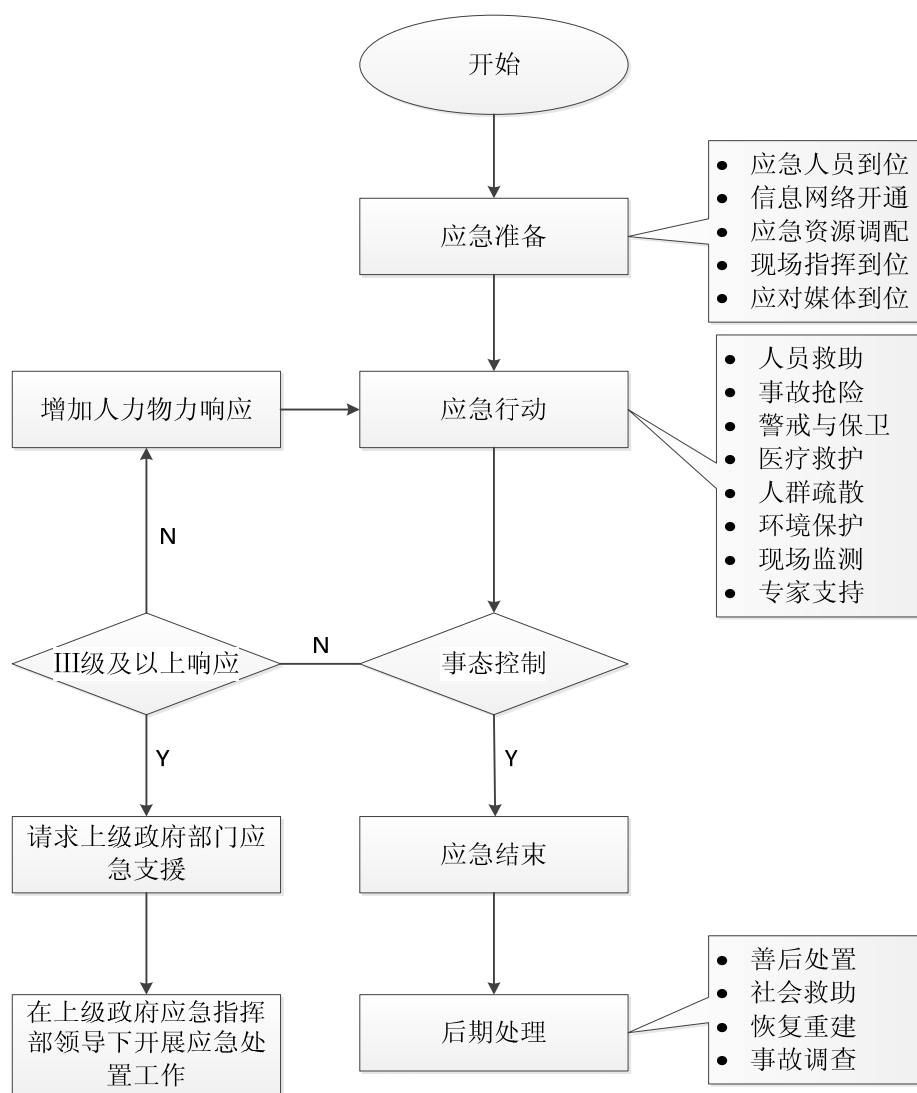 开始
应急准备
• 应急人员到位
• 信息网络开通
• 应急资源调配
• 现场指挥到位
• 应对媒体到位
增加人力物力响应
应急行动
• 人员救助
• 事故抢险
• 警戒与保卫
• 医疗救护
• 人群疏散
• 环境保护
• 现场监测
• 专家支持
N
III级及以上响应
N
事态控制
Y
Y
请求上级政府部门应
急支援
应急结束
在上级政府应急指挥
部领导下开展应急处
置工作
后期处理
• 善后处置
• 社会救助
• 恢复重建
• 事故调查